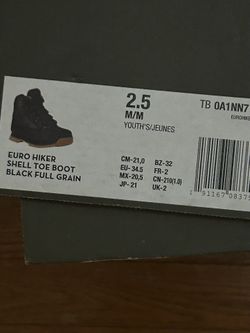 2.5
M/M
YOUTH'S/JEUNES
TB 0A1NN7
EURO HIKER
SHELL TOE BOOT
BLACK FULL GRAIN
CM-21,0 BZ-32
EU-34.5 FR-2
MX-20,5 CN-210(1.0)
JP-21 UK-2